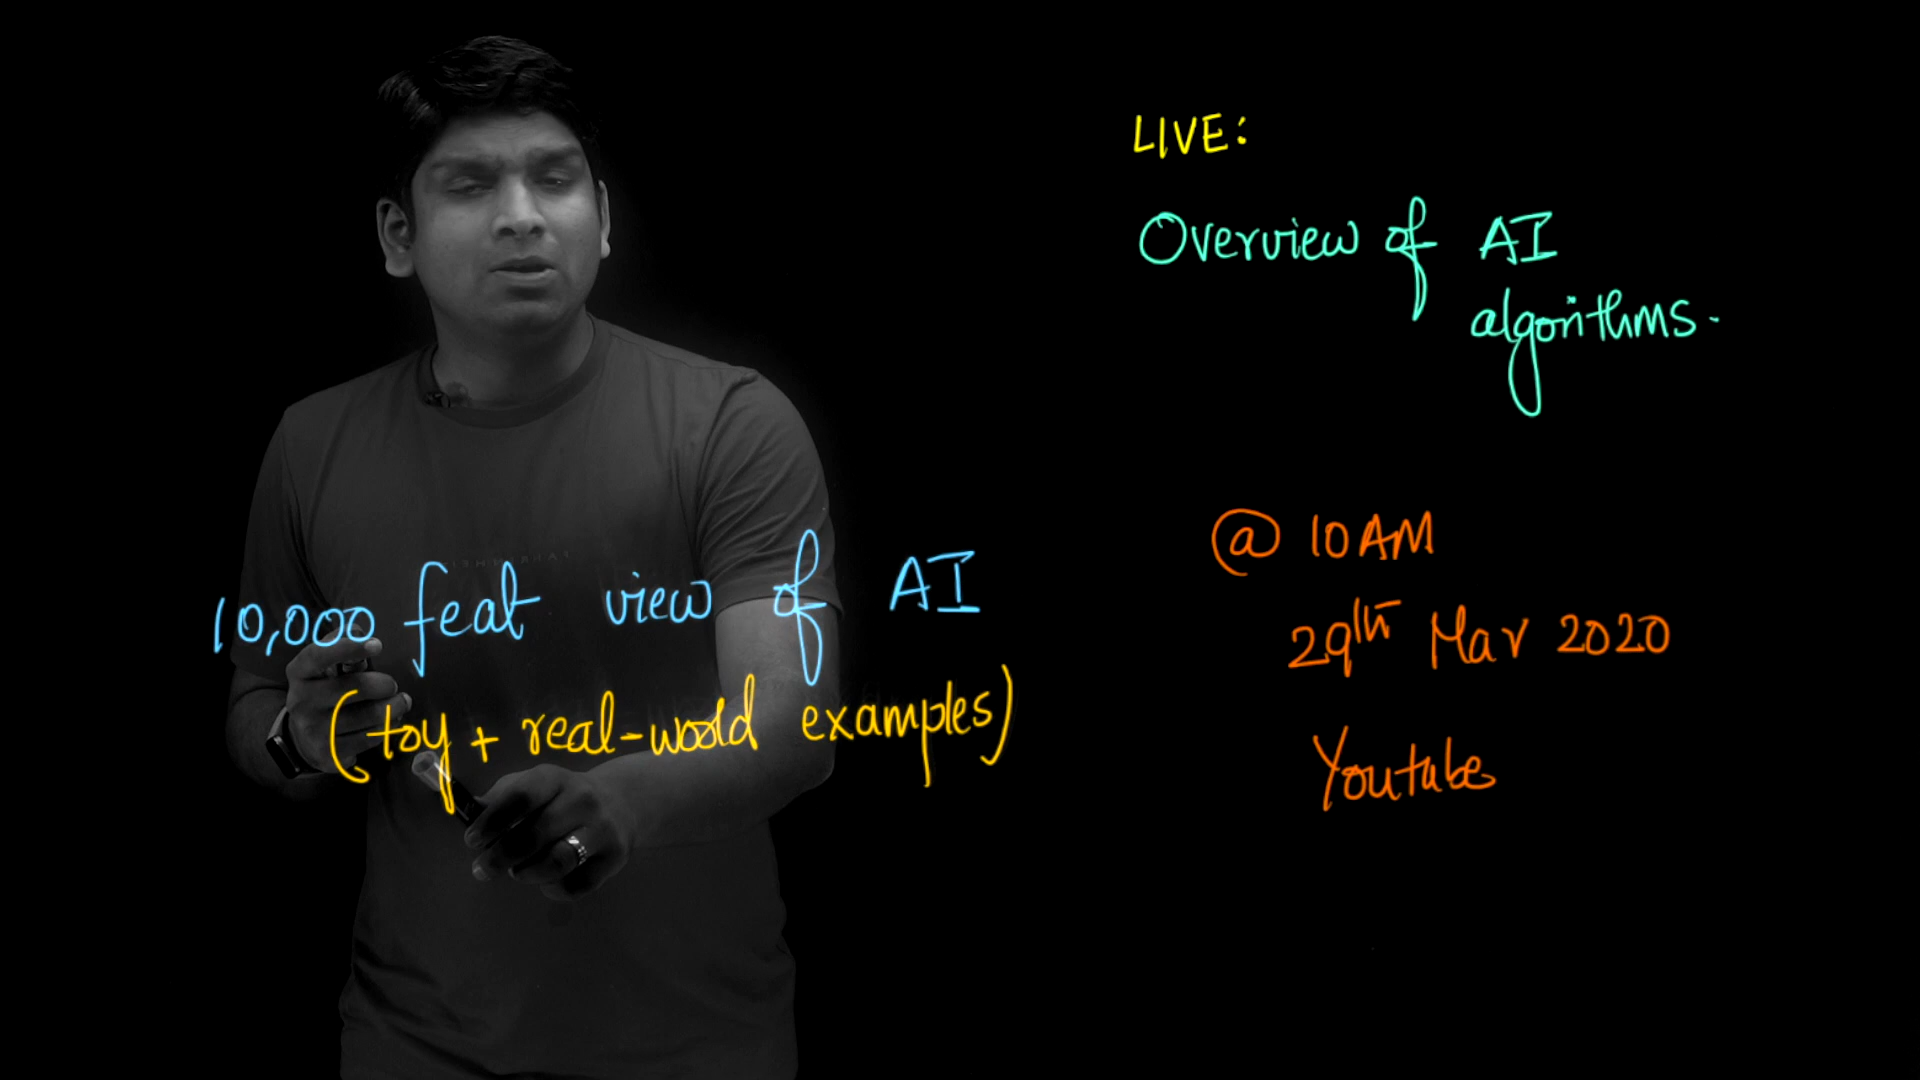 LIVE:
Overview of AI
algorithms.
@ 10AM
29th Mar 2020
Youtube
10,000 feat view of AI
(toy + real-world examples)